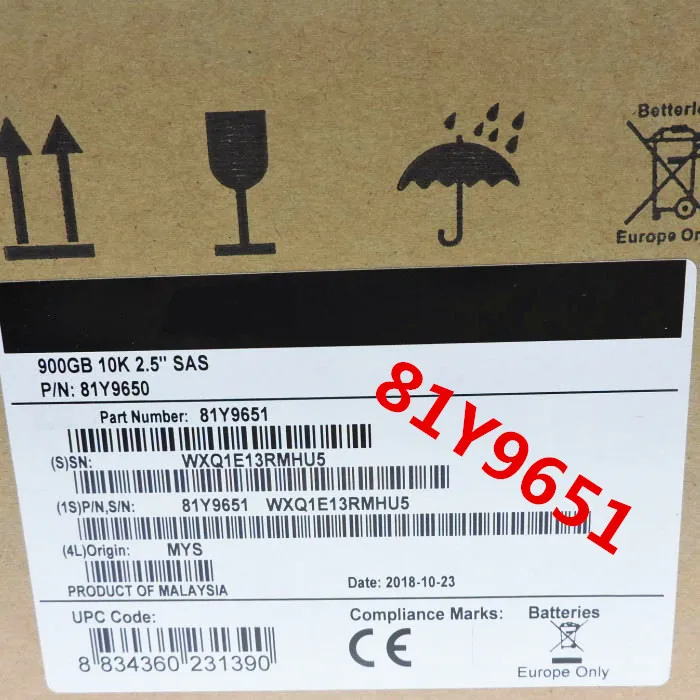 Europe On
900GB 10K 2.5" SAS
P/N: 81Y9650
Part Number: 81Y9651
(S)SN: WXQ1E13RMHU5
(1S)P/N,S/N: 81Y9651 WXQ1E13RMHU5
(4L)Origin: MYS
PRODUCT OF MALAYSIA
Date: 2018-10-23
UPC Code:
8 834360 231390
Compliance Marks:
CE
Batteries
Europe Only
81Y9651